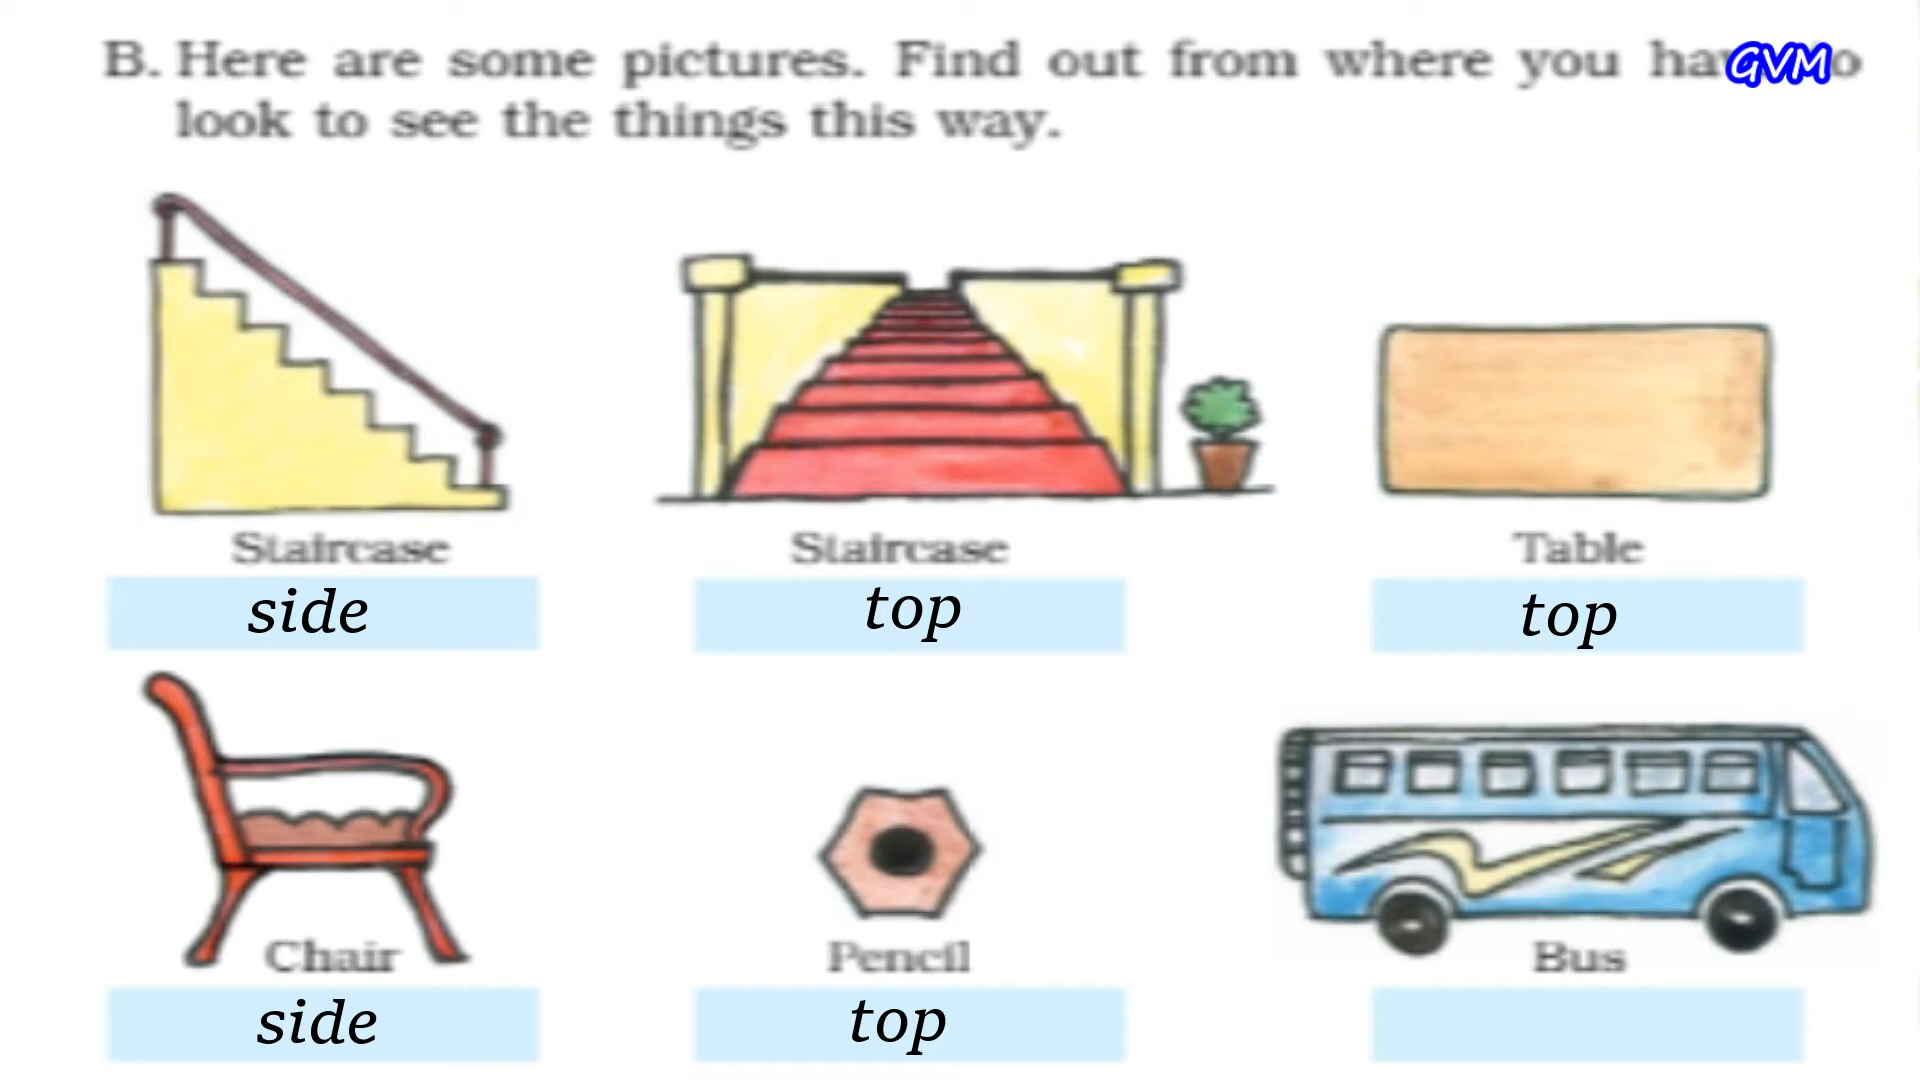 B. Here are some pictures. Find out from where you ha
GVM
o
look to see the things this way.
Staircase
Staircase
Table
side
top
top
Chair
Pencil
Bus
side
top